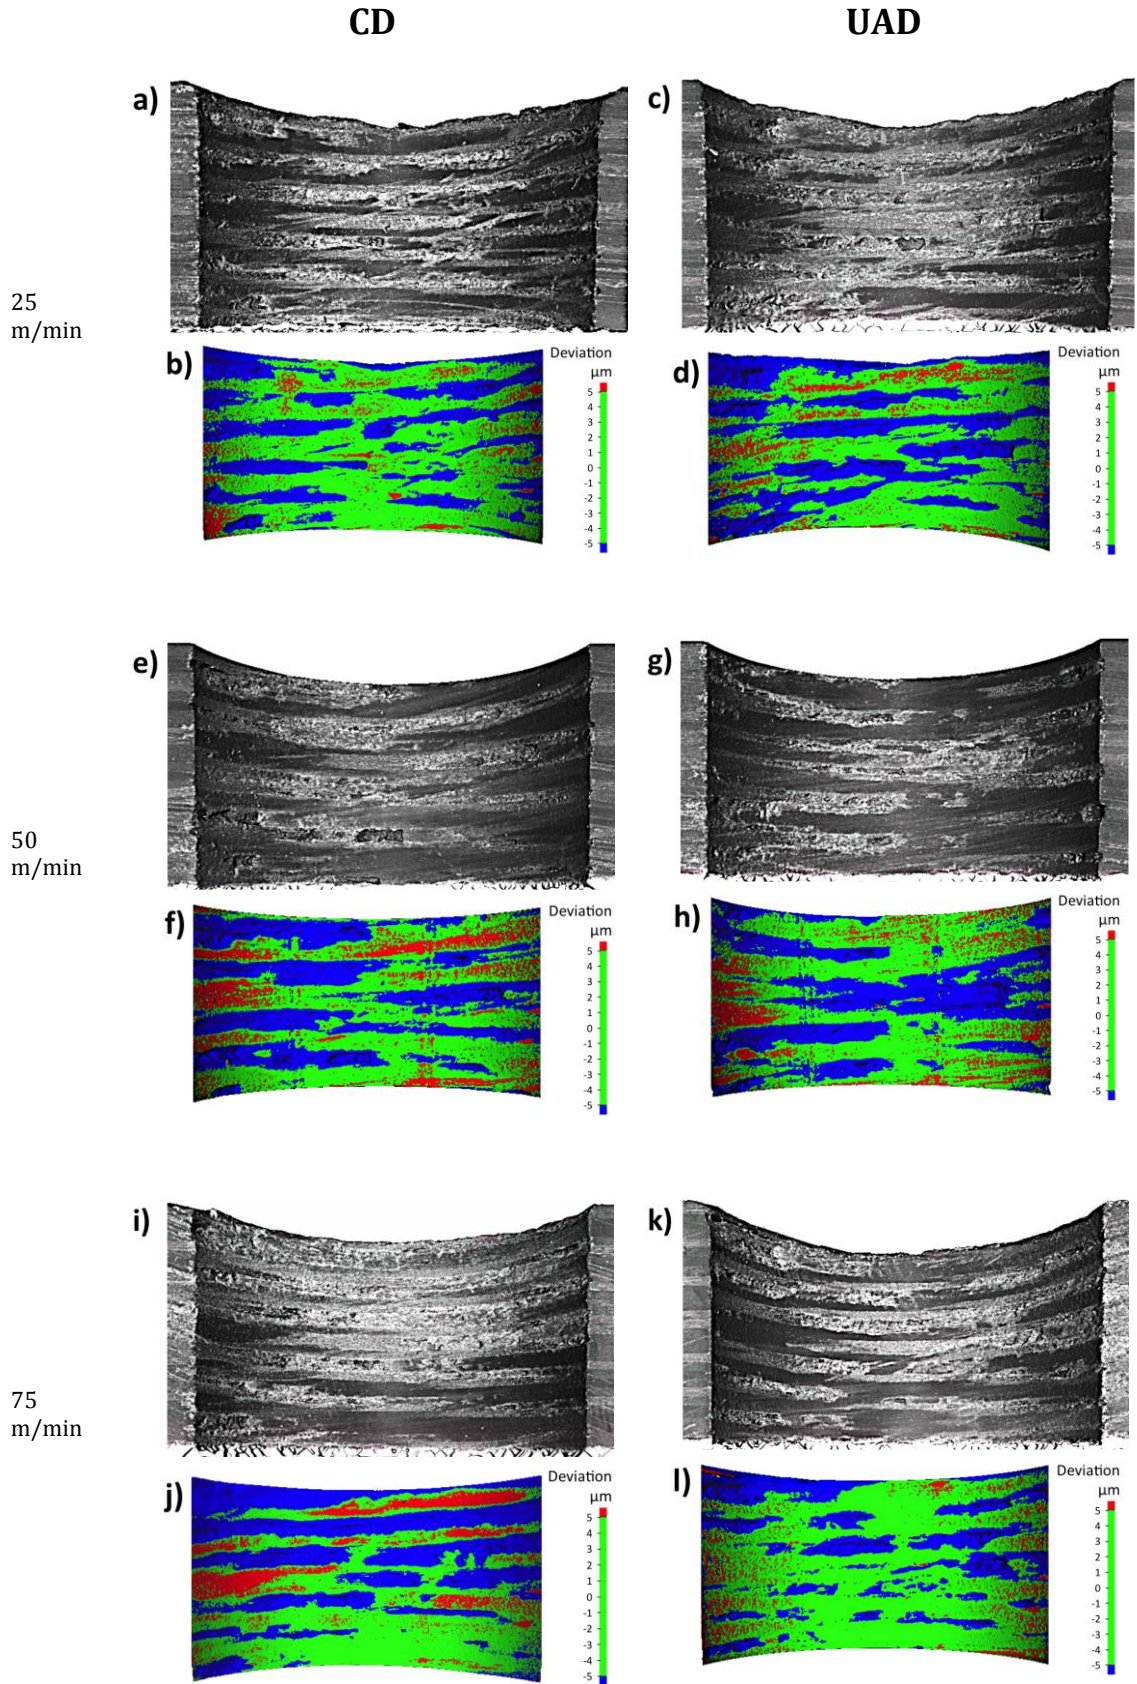 CD UAD
a) c)
25
m/min
b) Deviation d) Deviation
µm µm
5 5
4 4
3 3
2 2
1 1
0 0
-1 -1
-2 -2
-3 -3
-4 -4
-5 -5
e) g)
50
m/min
f) Deviation h) Deviation
µm µm
5 5
4 4
3 3
2 2
1 1
0 0
-1 -1
-2 -2
-3 -3
-4 -4
-5 -5
i) k)
75
m/min
j) Deviation l) Deviation
µm µm
5 5
4 4
3 3
2 2
1 1
0 0
-1 -1
-2 -2
-3 -3
-4 -4
-5 -5